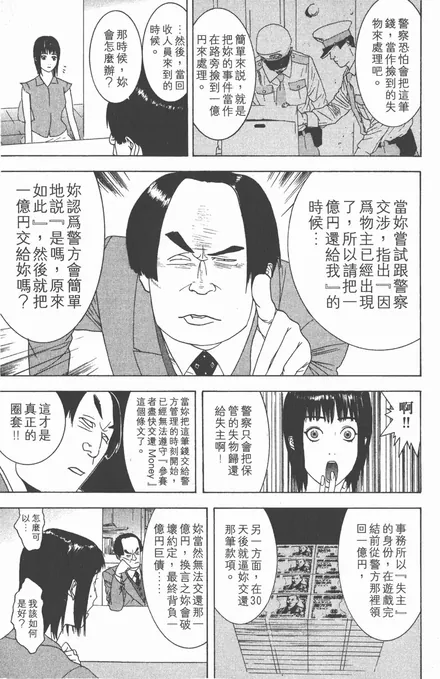 警察恐怕會把這筆
錢，當作撿到的失
物來處理吧。
簡單來說，就是
把妳的事件當作
在路旁撿到一億
円來處理。
…然後，當回
收人員來到的
時候。
那時候，妳
會怎麼辦？
當妳嘗試跟警察
交涉，指出『因
為物主已經出現
了，所以請把一
億円還給我』的
時候…
妳認爲警方會簡單
地説『是嗎，原來
如此』，然後就把
一億円交給妳嗎？
啊!!
警察只會把保
管的失物歸還
給失主啊！
當妳把這筆錢交給警
方管理的時刻開始，
已經無法遵守『參賽
者盡快交還Money』
這個條文了。
這才是
真正的
圈套!!
事務所以『失主』
的身份，在遊戲完
結前從警方那裡領
回一億円，
另一方面，在30
天後就逼妳交還
那筆款項。
妳當然無法交還那一
億円，換言之妳會破
壞約定，最終背負一
億円巨債……
怎麼可
以…
我該如何
是好？